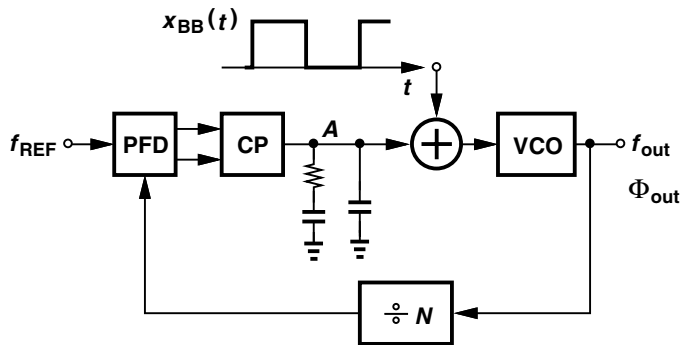 x_BB (t)
t
f_REF
PFD
CP
A
+
VCO
f_out
Φ_out
÷ N